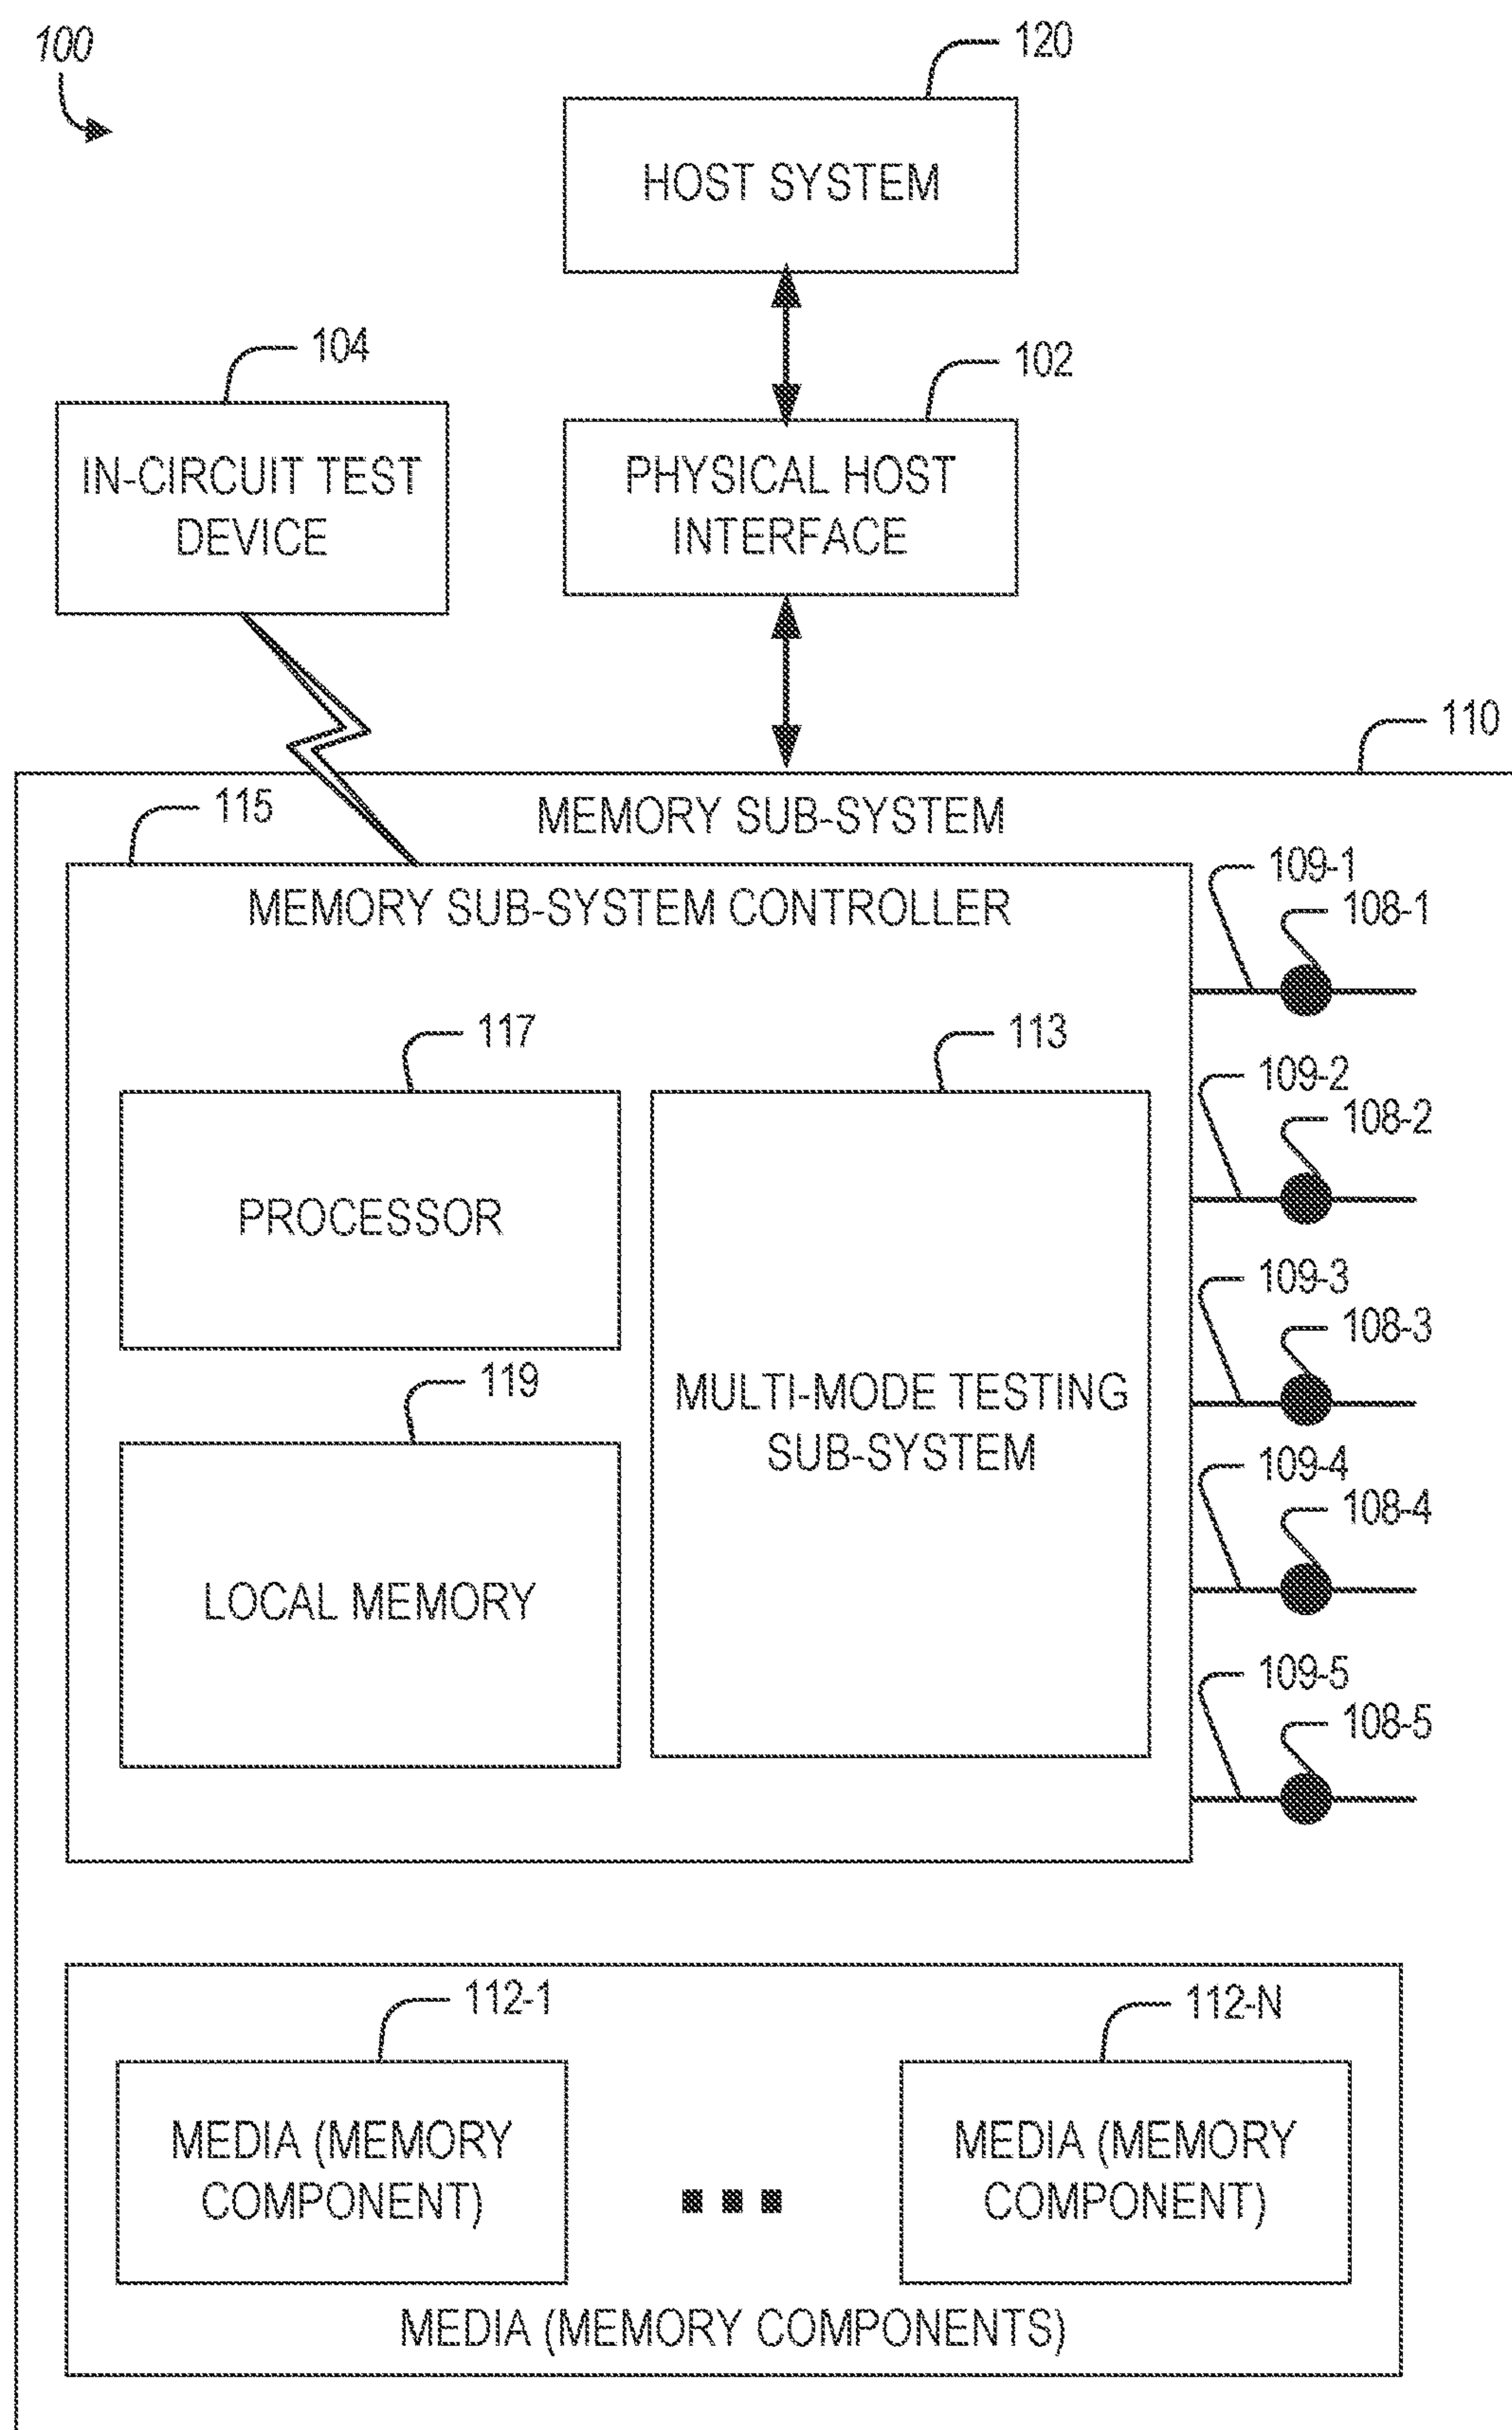 100
120
HOST SYSTEM
104
102
IN-CIRCUIT TEST
DEVICE
PHYSICAL HOST
INTERFACE
110
MEMORY SUB-SYSTEM
115
MEMORY SUB-SYSTEM CONTROLLER
109-1
108-1
117
113
109-2
108-2
PROCESSOR
109-3
108-3
119
MULTI-MODE TESTING
SUB-SYSTEM
109-4
108-4
LOCAL MEMORY
109-5
108-5
112-1
112-N
MEDIA (MEMORY
COMPONENT)
MEDIA (MEMORY
COMPONENT)
MEDIA (MEMORY COMPONENTS)